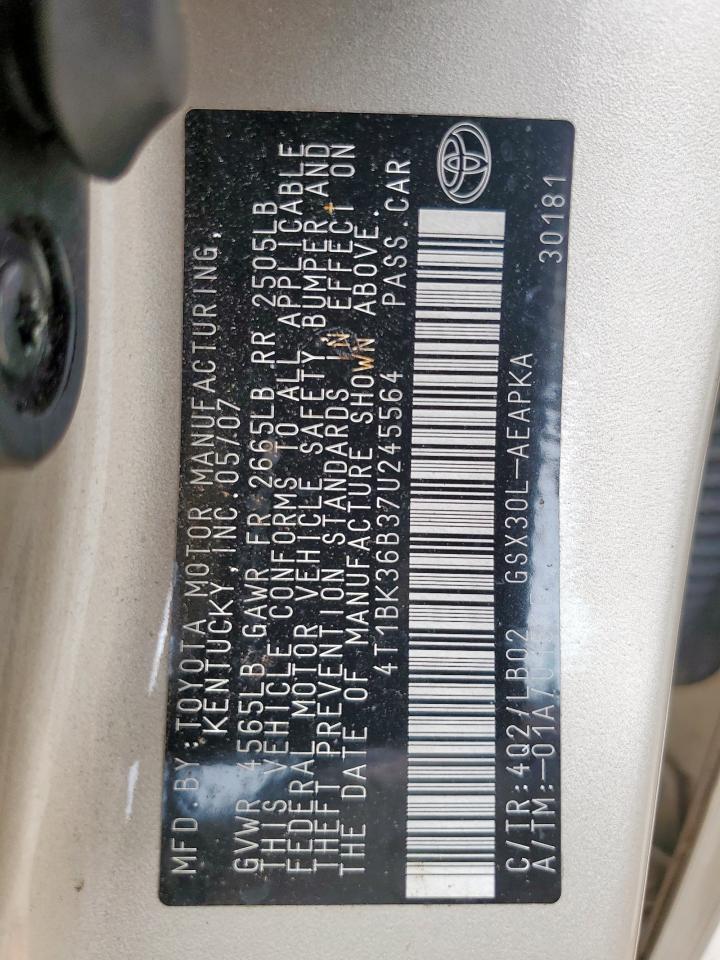 MFD. BY: TOYOTA MOTOR MANUFACTURING,
KENTUCKY, INC. 05/07
GVWR 4565LB GAWR FR 2665LB RR 2505LB
THIS VEHICLE CONFORMS TO ALL APPLICABLE
FEDERAL MOTOR VEHICLE SAFETY BUMPER, AND
THEFT PREVENTION STANDARDS IN EFFECT ON
THE DATE OF MANUFACTURE SHOWN ABOVE.
4T1BK36B37U245564 PASS. CAR
C/TR:4Q2/LB02 GSX30L-AEAPKA
A/TM:-01A/ 30181